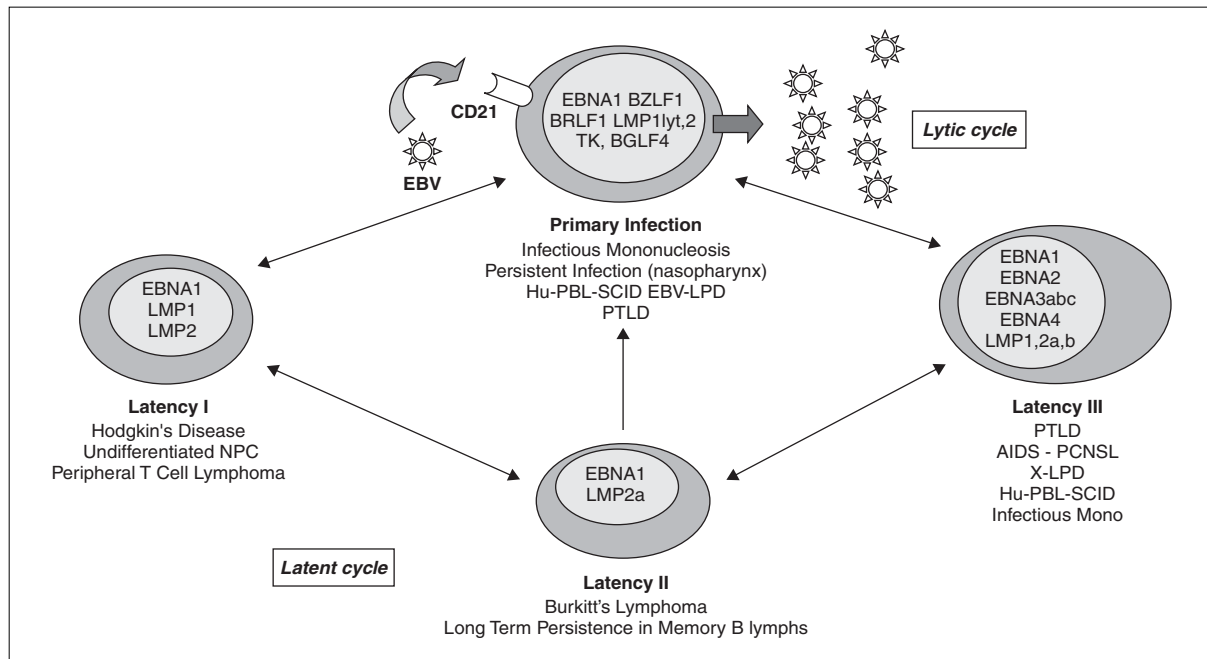 CD21
EBV
EBNA1 BZLF1
BRLF1 LMP1lyt,2
TK, BGLF4
Lytic cycle
Primary Infection
Infectious Mononucleosis
Persistent Infection (nasopharynx)
Hu-PBL-SCID EBV-LPD
PTLD
EBNA1
LMP1
LMP2
Latency I
Hodgkin's Disease
Undifferentiated NPC
Peripheral T Cell Lymphoma
EBNA1
EBNA2
EBNA3abc
EBNA4
LMP1,2a,b
Latency III
PTLD
AIDS - PCNSL
X-LPD
Hu-PBL-SCID
Infectious Mono
EBNA1
LMP2a
Latency II
Burkitt's Lymphoma
Long Term Persistence in Memory B lymphs
Latent cycle